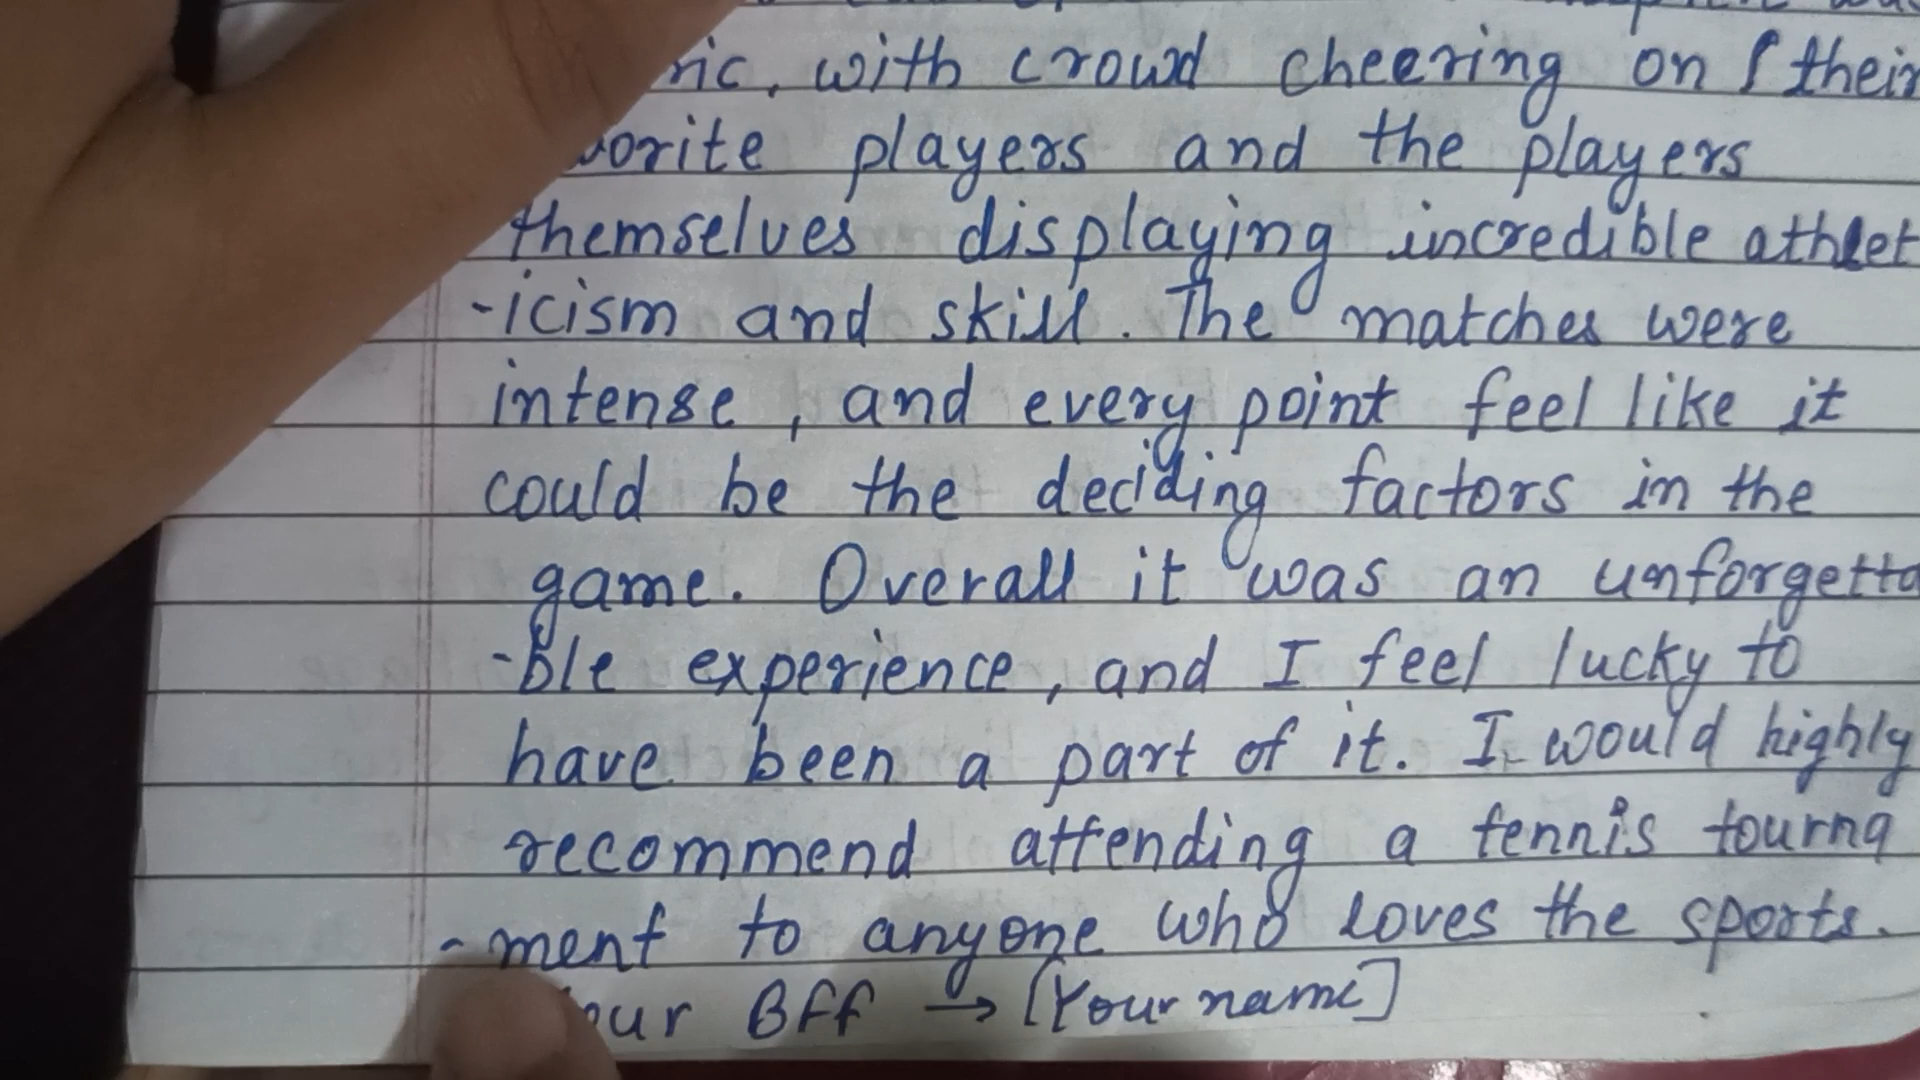 with crowd cheering on their
players and the players
themselves displaying incredible athlet
-icism and skill. The matches were
intense, and every point feel like it
could be the deciding factors in the
game. Overall it was an unforgetta
-ble experience, and I feel lucky to
have been a part of it. I would highly
recommend attending a tennis tourna
-ment to anyone who loves the sports.
BFF → [Your name]